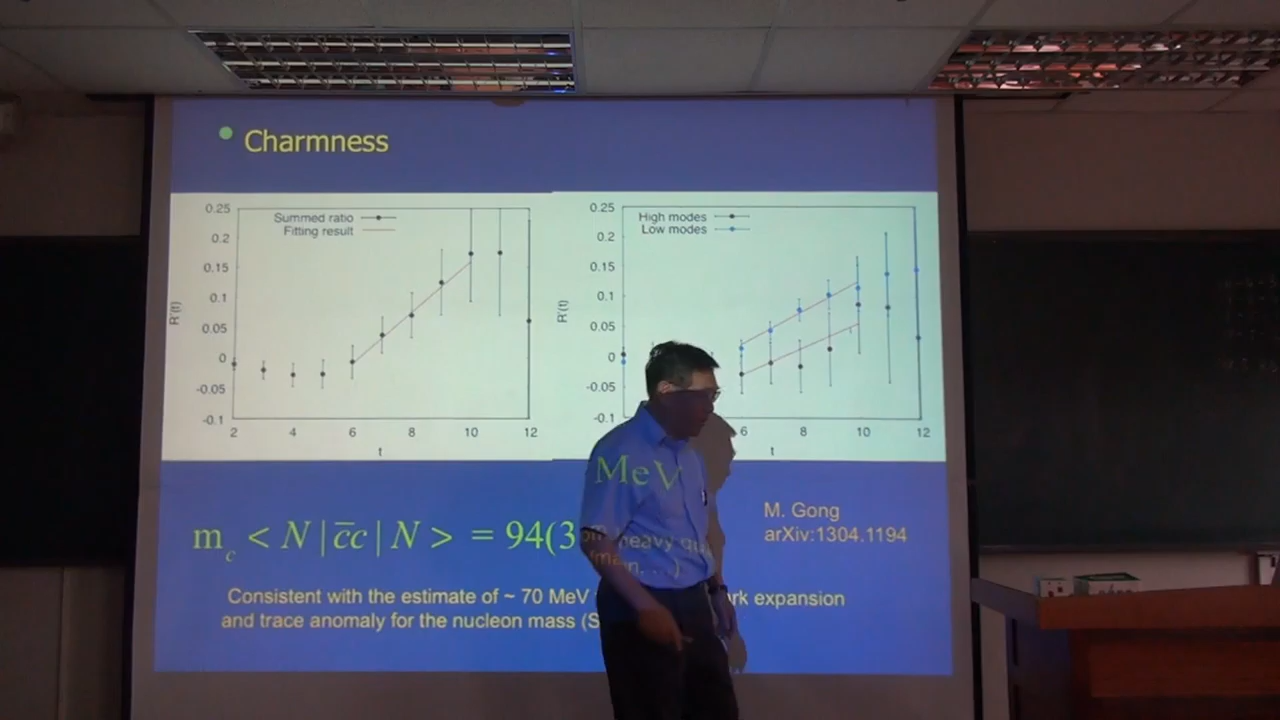 Charmness
0.25
0.2
0.15
0.1
0.05
0
-0.05
-0.1
R'(t)
Summed ratio
Fitting result
2 4 6 8 10 12
t
0.25
0.2
0.15
0.1
0.05
0
-0.05
-0.1
R'(t)
High modes
Low modes
6 8 10 12
t
m_c < N | c̄c | N > = 94(3 MeV
M. Gong
arXiv:1304.1194
Consistent with the estimate of ~ 70 MeV heavy expansion
and trace anomaly for the nucleon mass (S